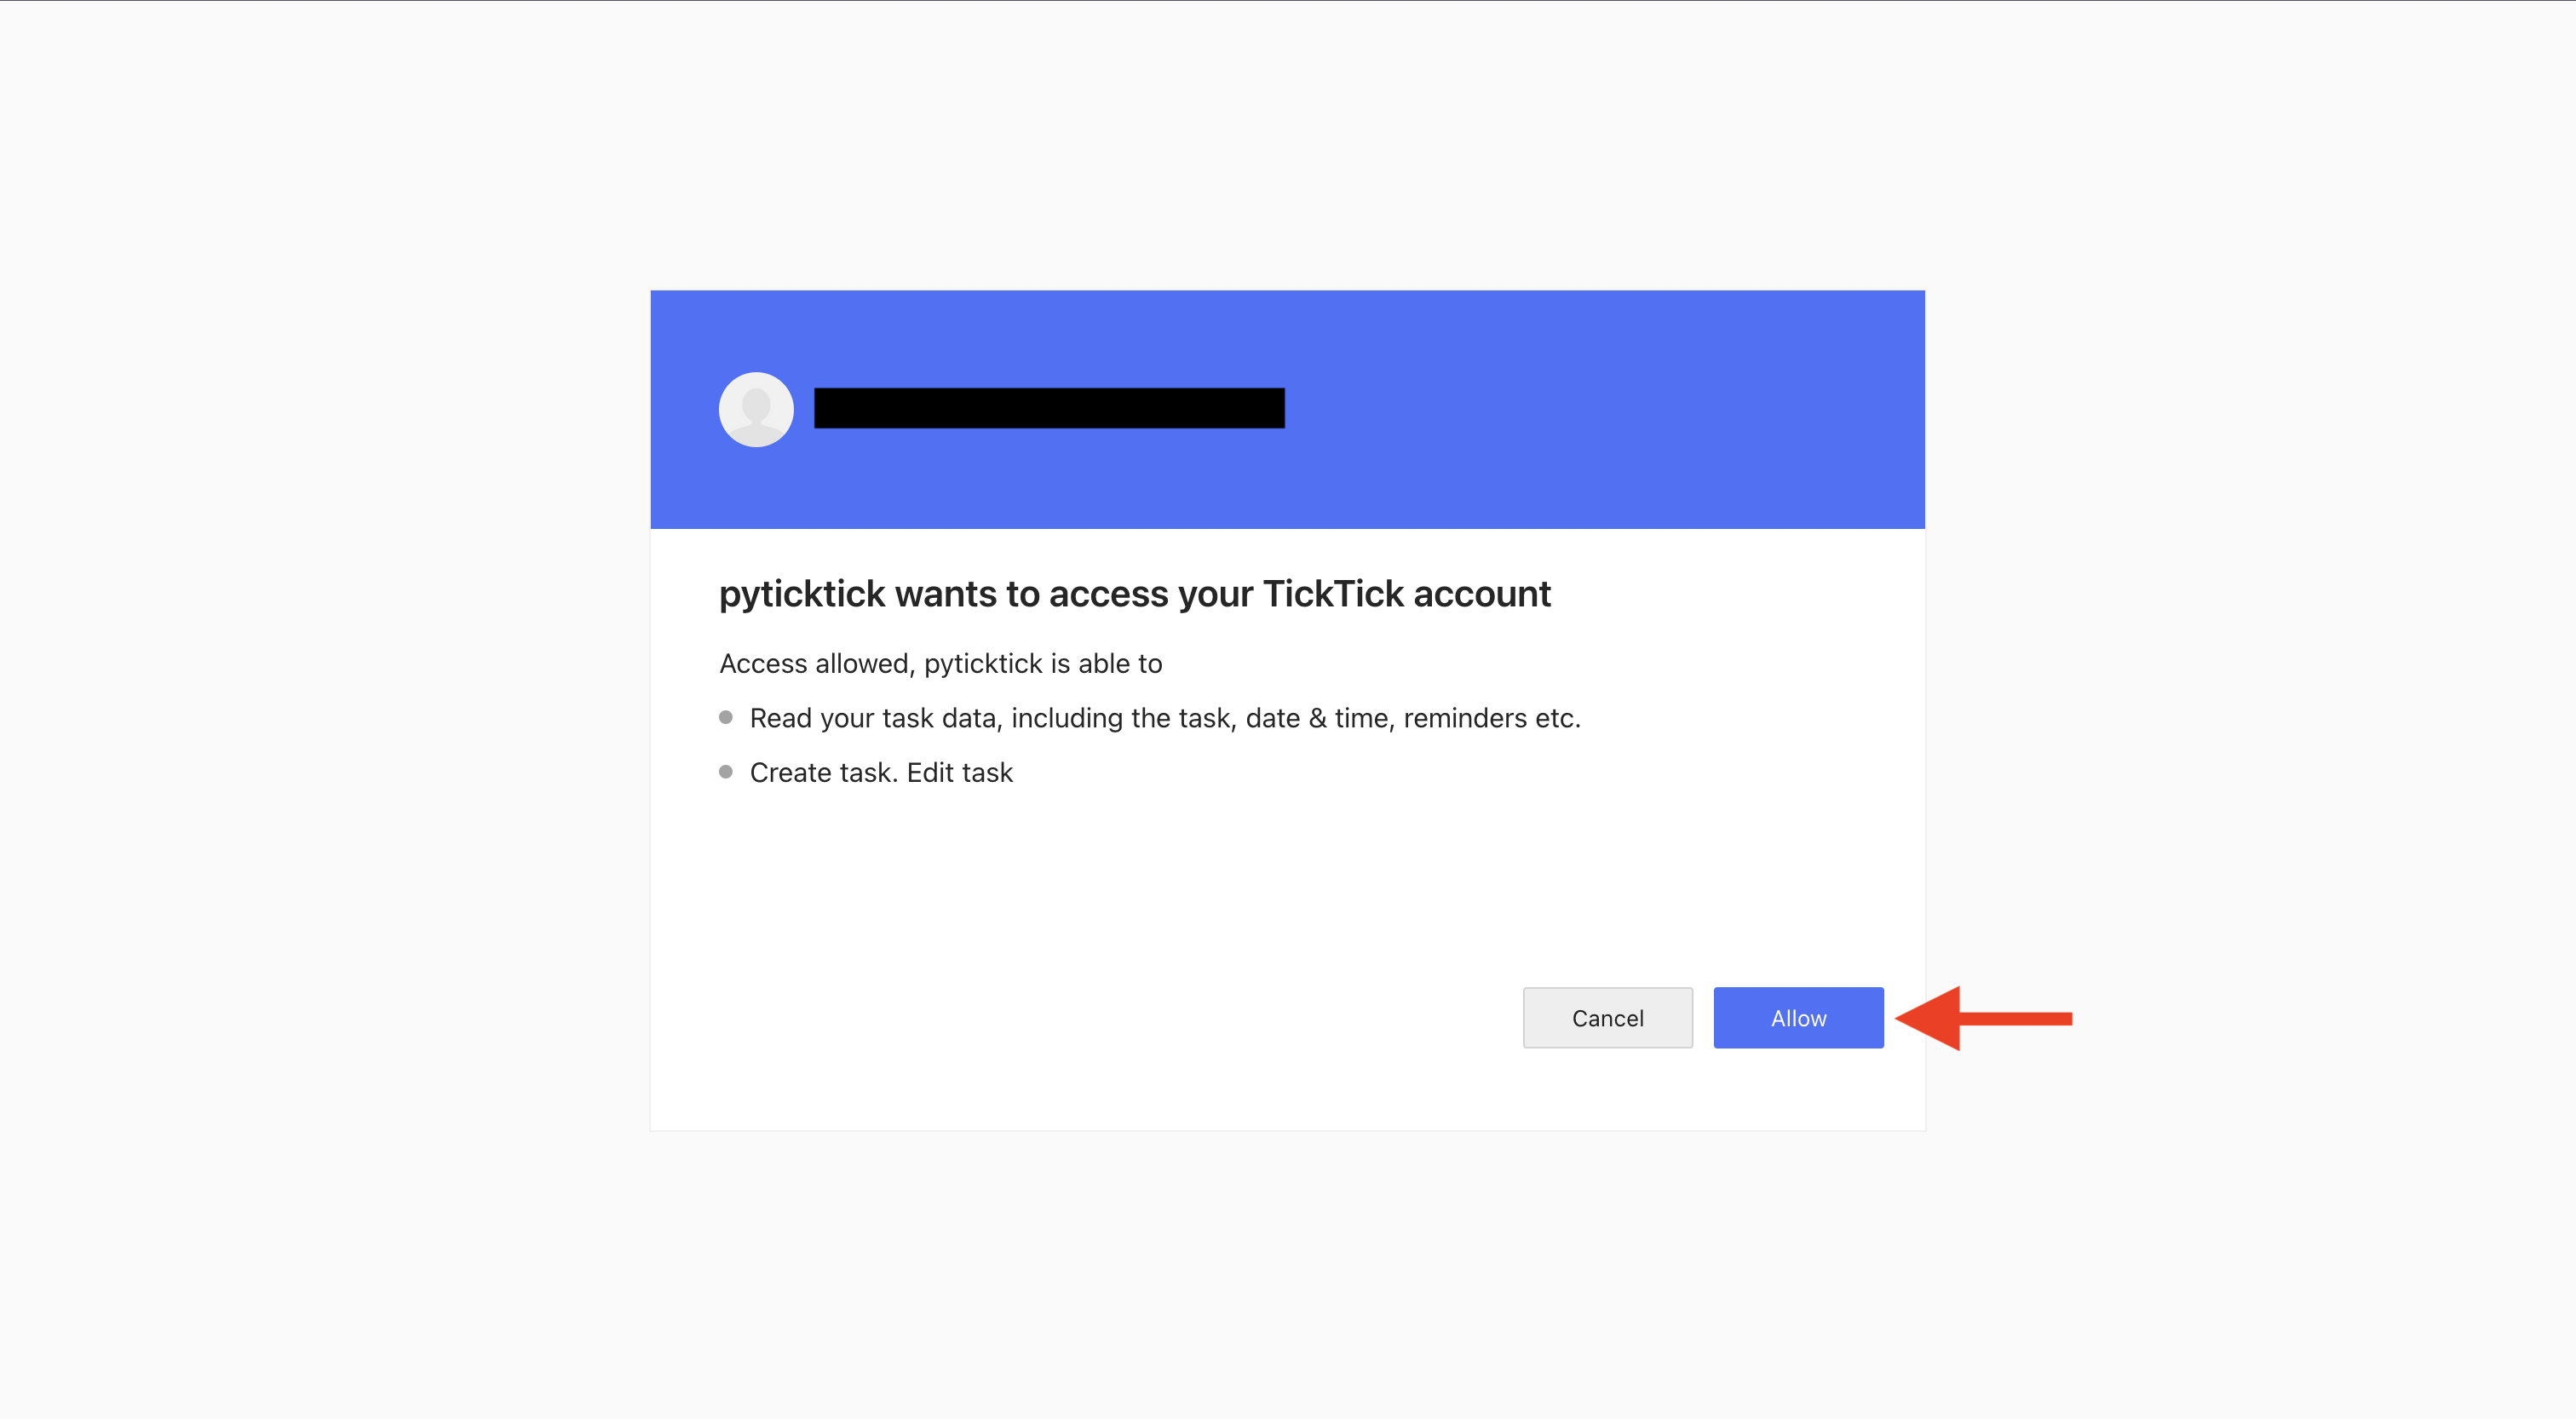 pyticktick wants to access your TickTick account
Access allowed, pyticktick is able to
Read your task data, including the task, date & time, reminders etc.
Create task. Edit task
Cancel
Allow